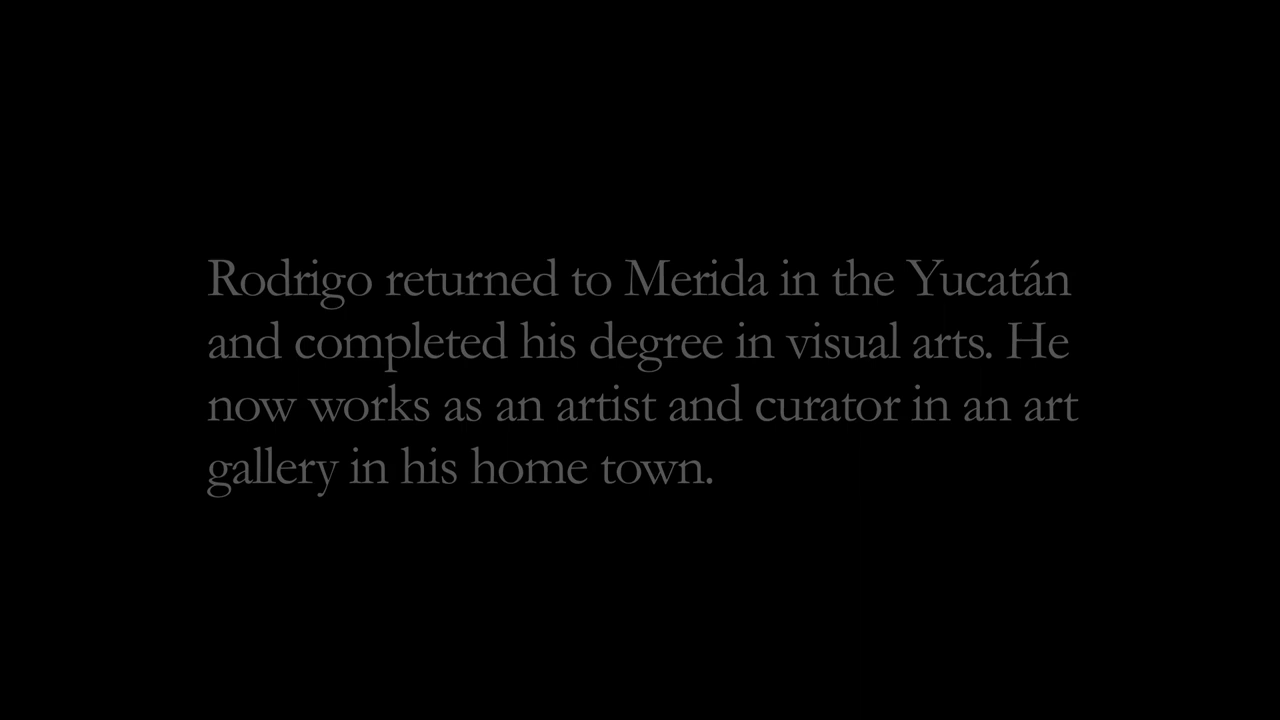 Rodrigo returned to Merida in the Yucatán
and completed his degree in visual arts. He
now works as an artist and curator in an art
gallery in his home town.